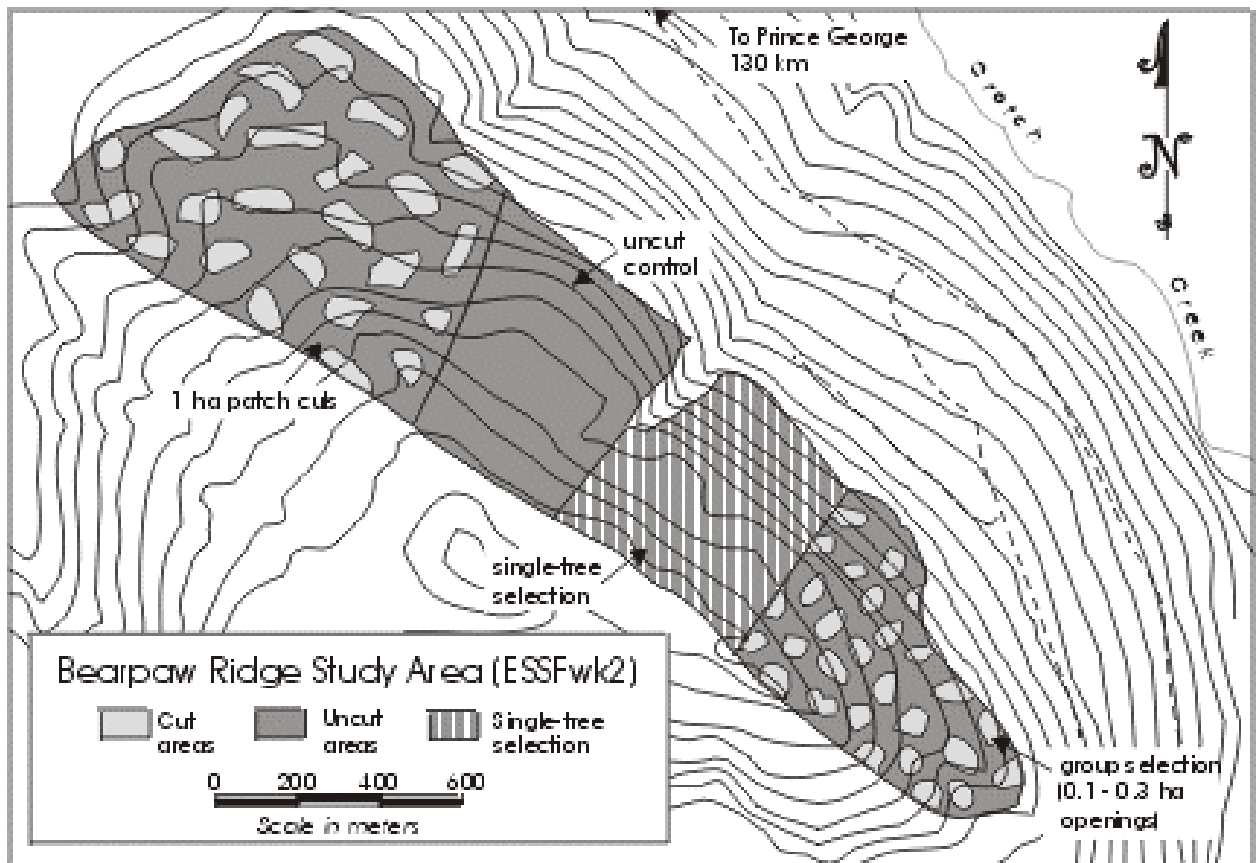 To Prince George
130 km
Crotch
Creek
N
uncut
control
1 ha patch cuts
single-tree
selection
Bearpaw Ridge Study Area (ESSFwk2)
Cut
areas
Uncut
areas
Single-tree
selection
0 200 400 600
Scale in meters
group selection
(0.1 - 0.3 ha
openings)